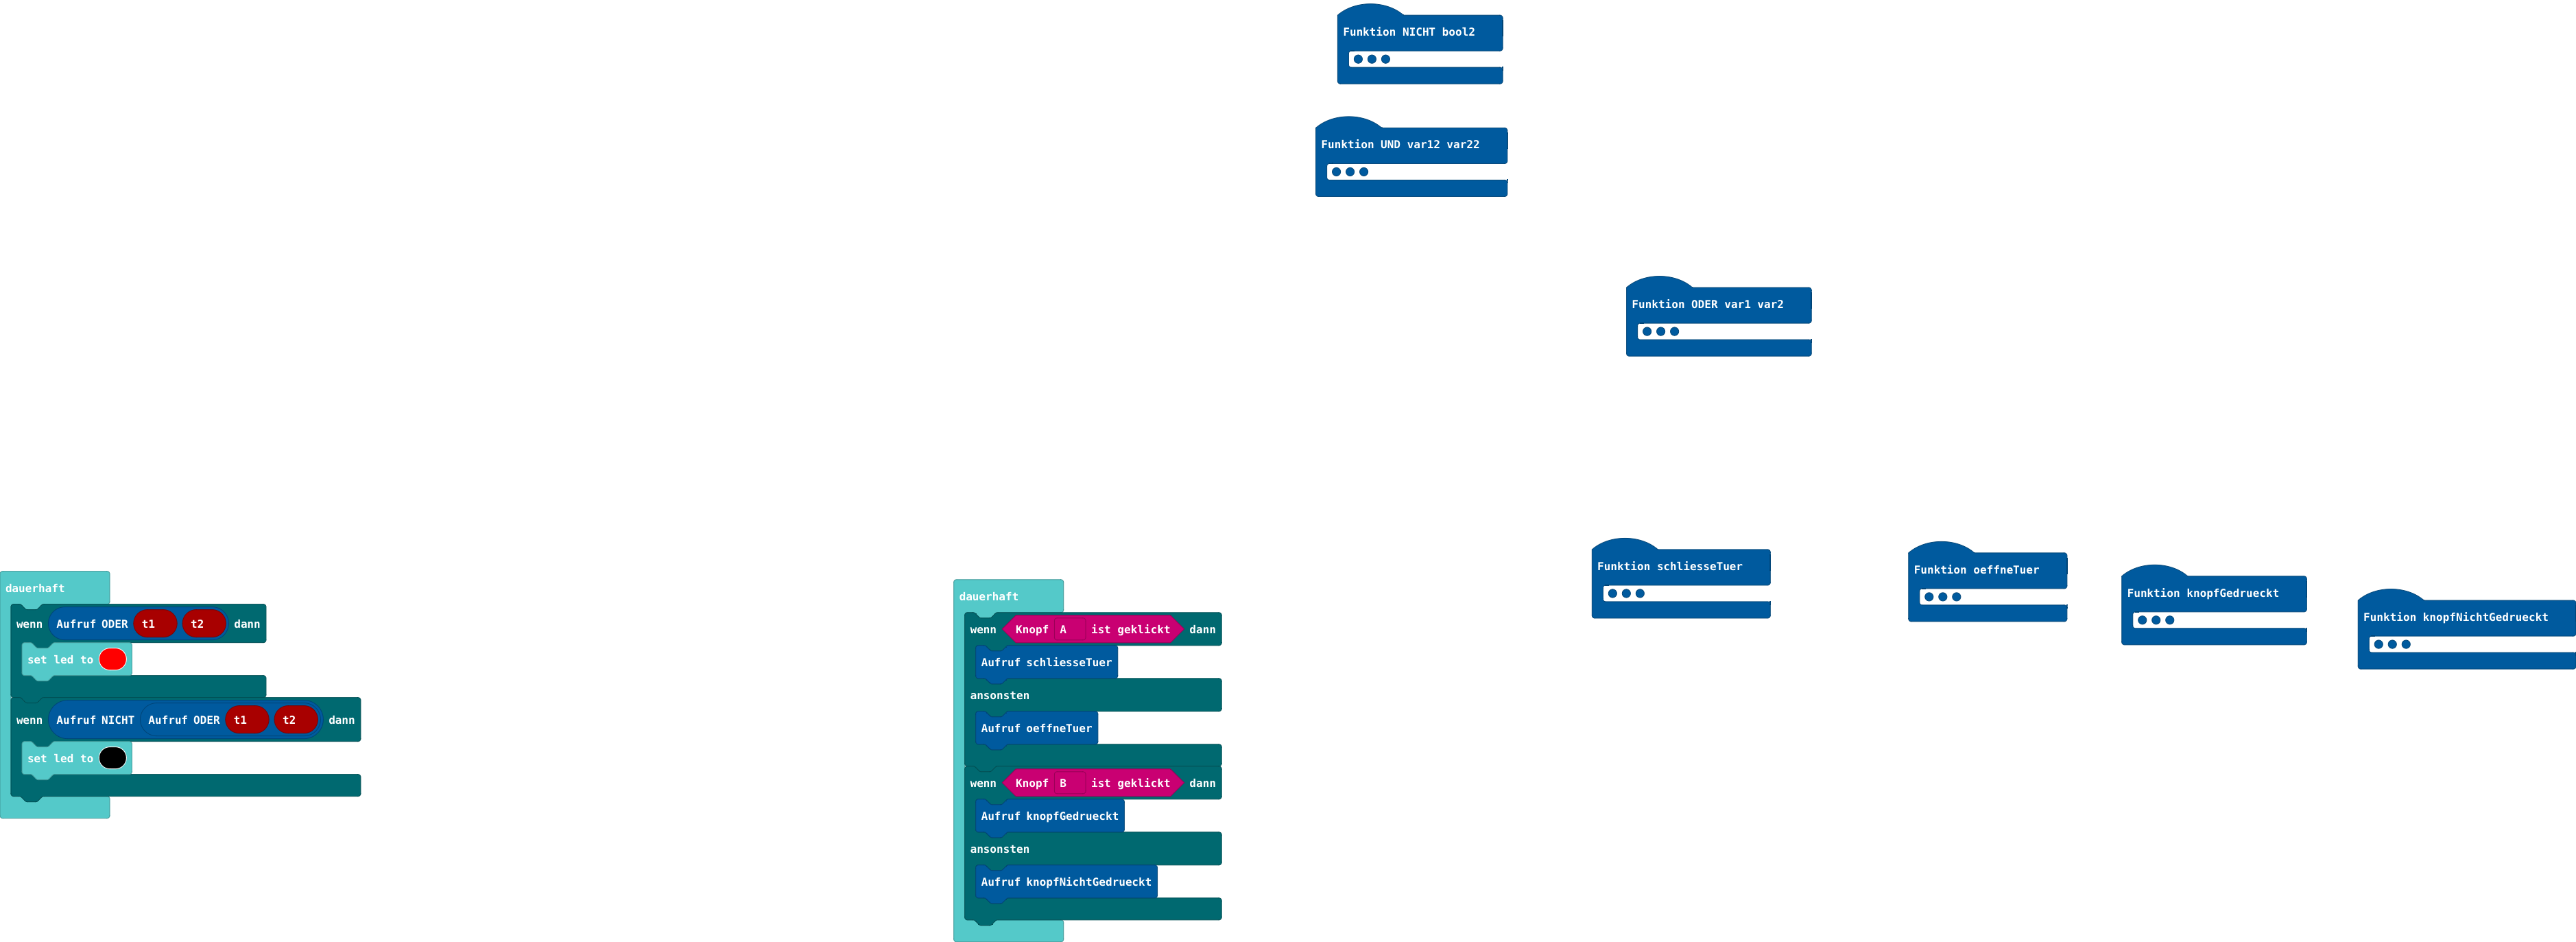 Funktion NICHT bool2
Funktion UND var12 var22
Funktion ODER var1 var2
Funktion schliesseTuer
Funktion oeffneTuer
Funktion knopfGedrueckt
Funktion knopfNichtGedrueckt
dauerhaft
wenn Aufruf ODER t1 t2 dann
set led to
wenn Aufruf NICHT Aufruf ODER t1 t2 dann
set led to
dauerhaft
wenn Knopf A ist geklickt dann
Aufruf schliesseTuer
ansonsten
Aufruf oeffneTuer
wenn Knopf B ist geklickt dann
Aufruf knopfGedrueckt
ansonsten
Aufruf knopfNichtGedrueckt